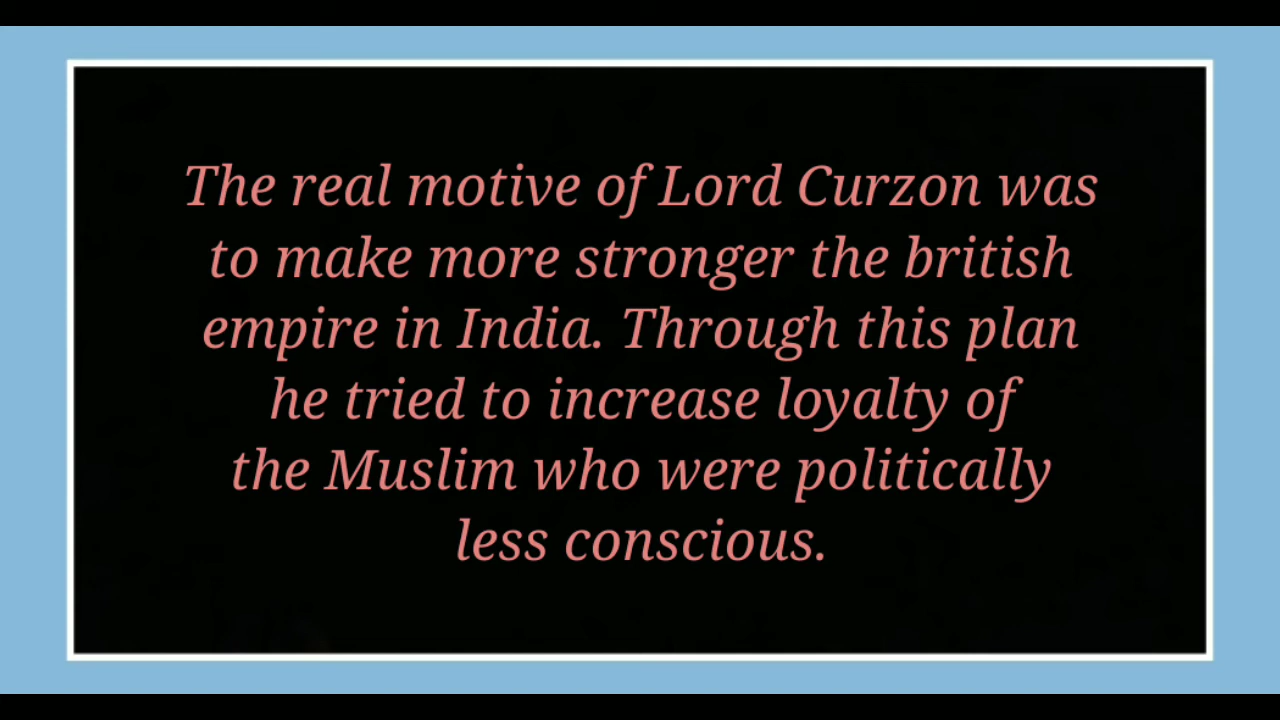 The real motive of Lord Curzon was
to make more stronger the british
empire in India. Through this plan
he tried to increase loyalty of
the Muslim who were politically
less conscious.